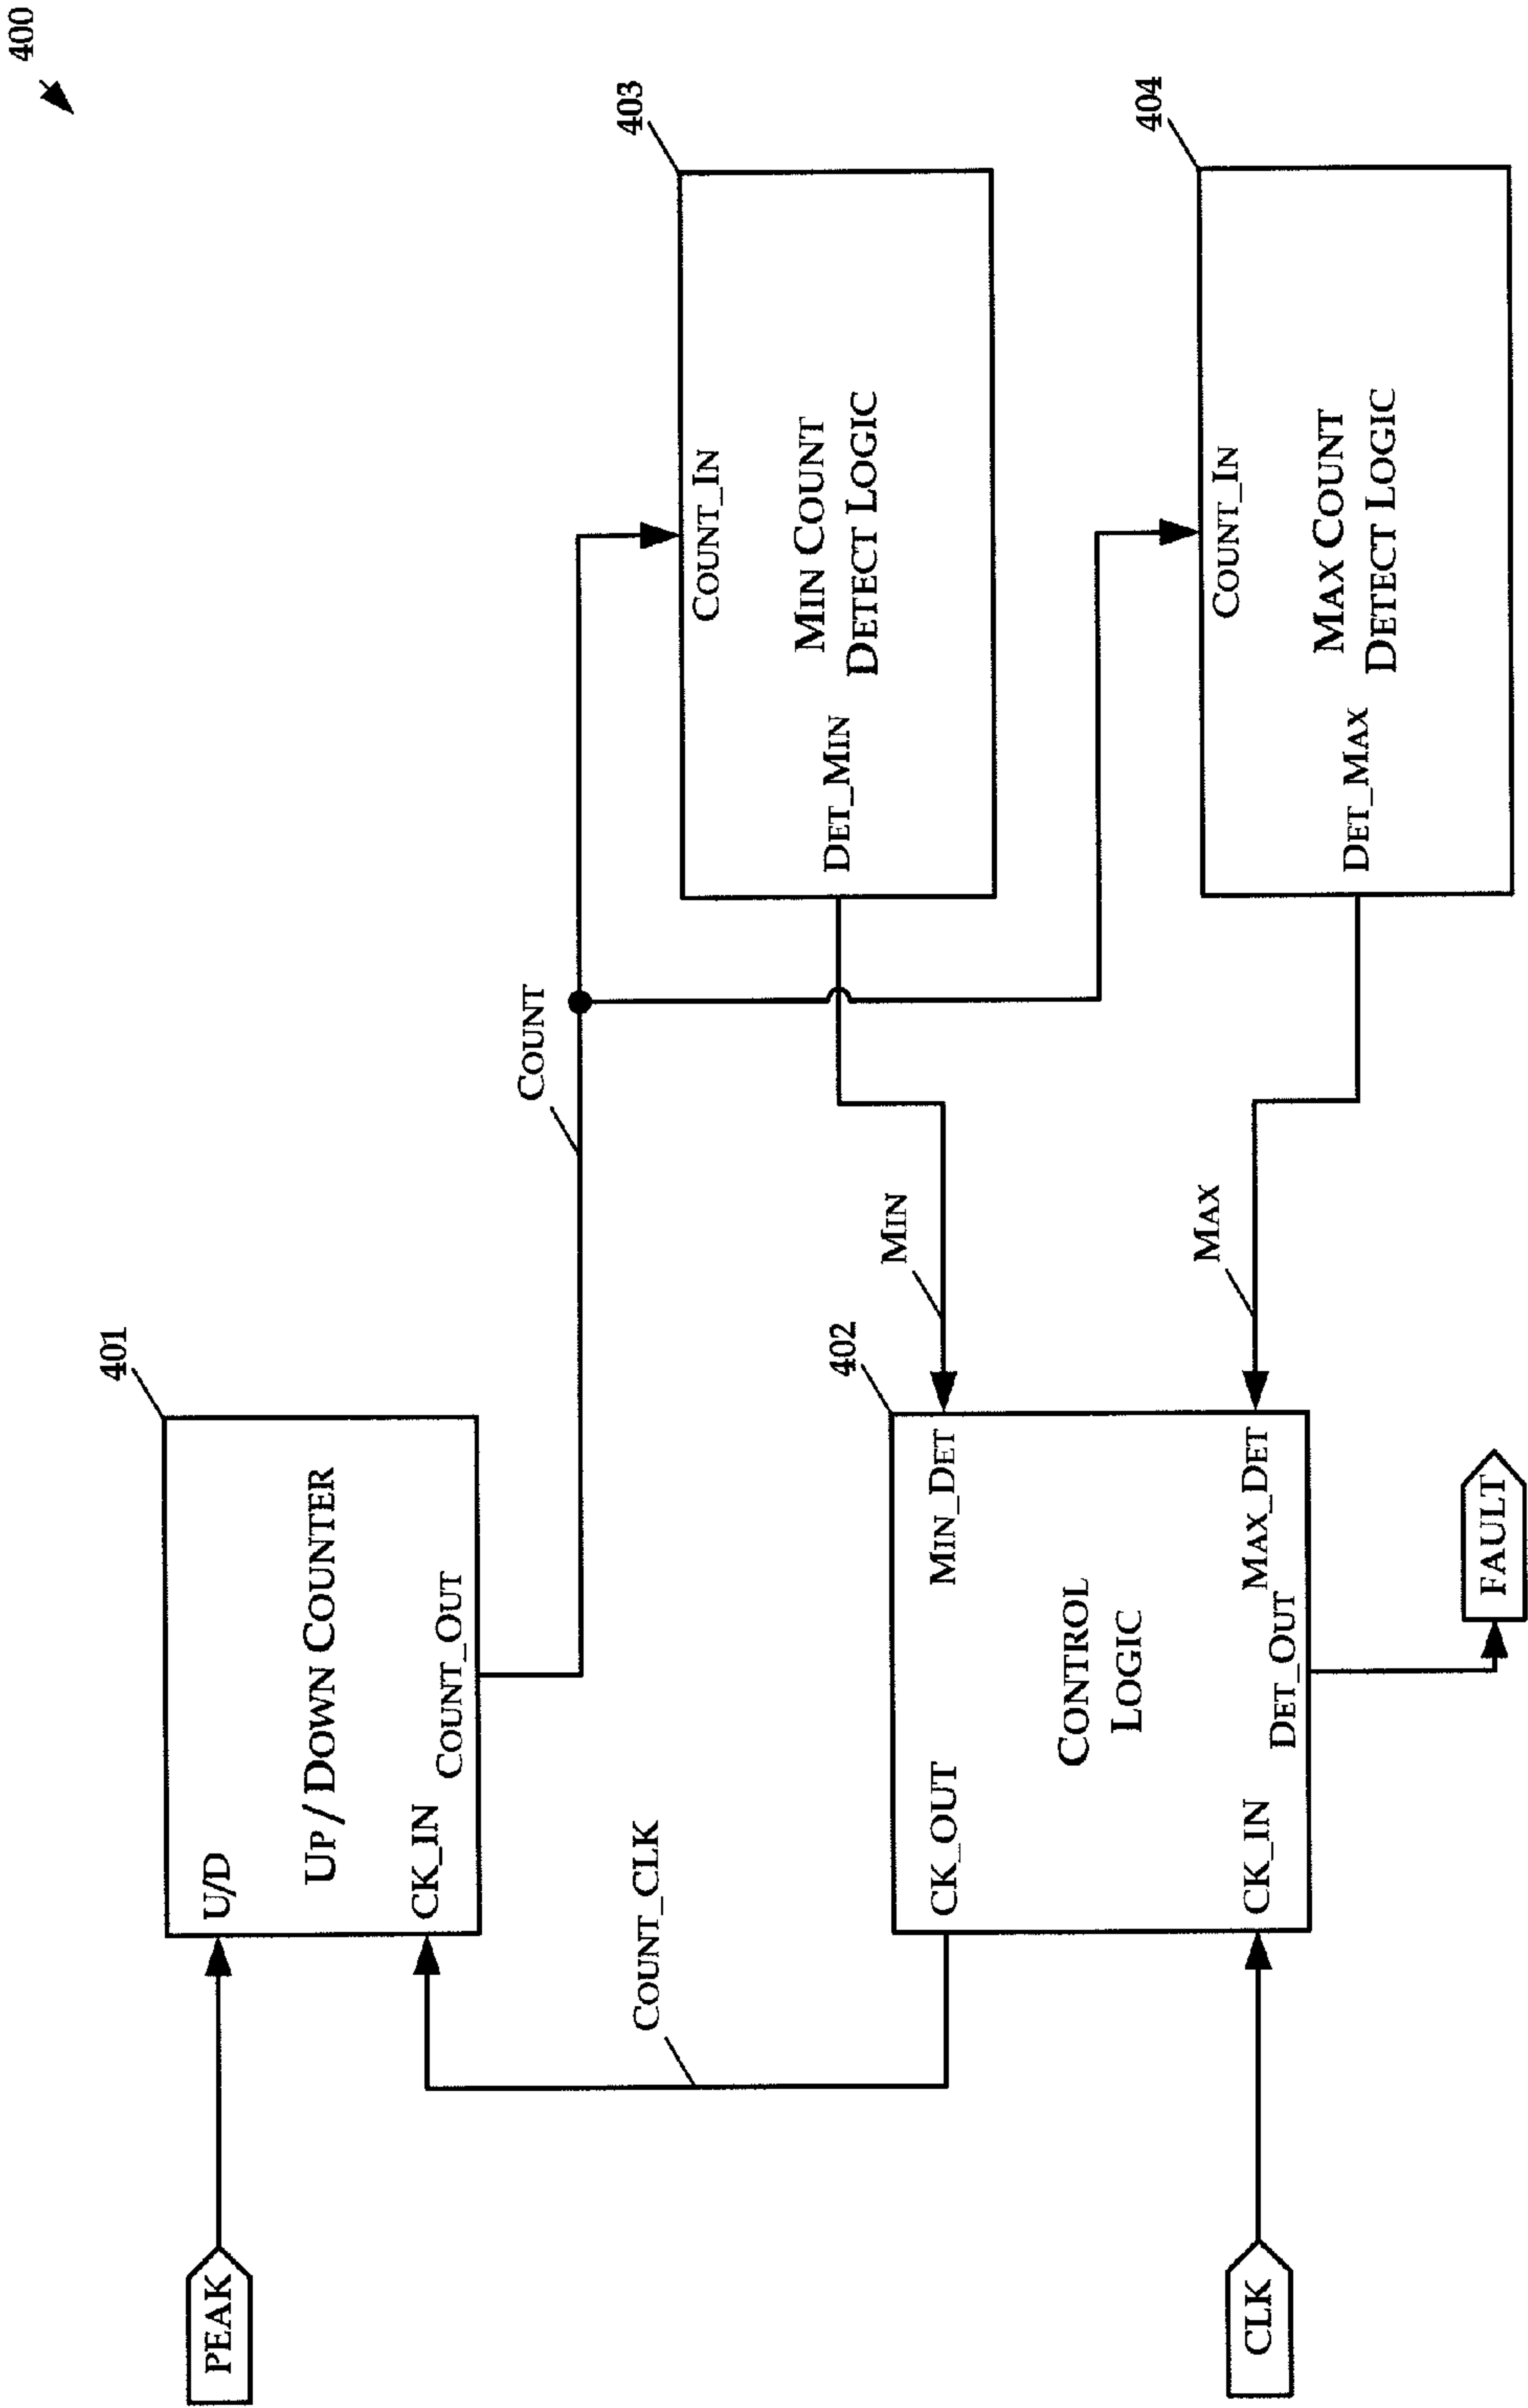 400
401
U/D
UP / DOWN COUNTER
CK_IN
COUNT_OUT
PEAK
COUNT
COUNT_CLK
403
COUNT_IN
MIN COUNT
DETECT LOGIC
DET_MIN
MIN
402
CK_OUT
MIN_DET
CONTROL
LOGIC
CK_IN
MAX_DET
DET_OUT
MAX
404
COUNT_IN
MAX COUNT
DETECT LOGIC
DET_MAX
CLK
FAULT